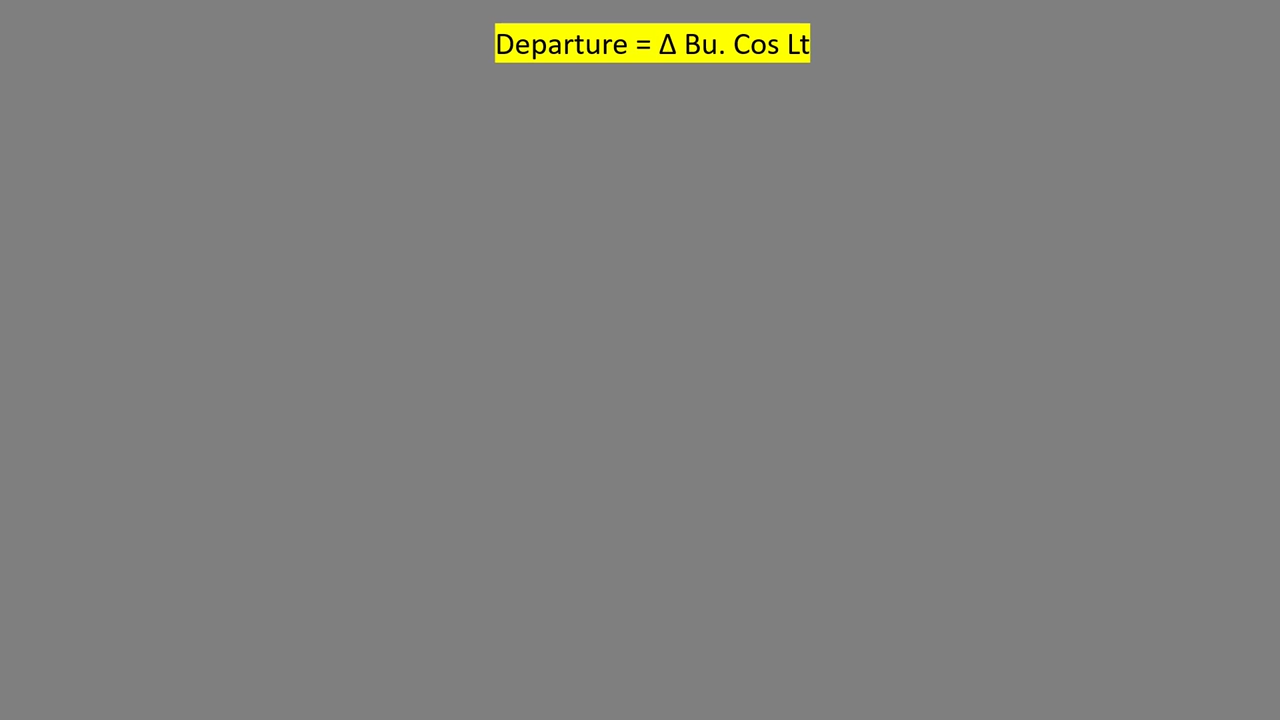 Departure = Δ Bu. Cos Lt